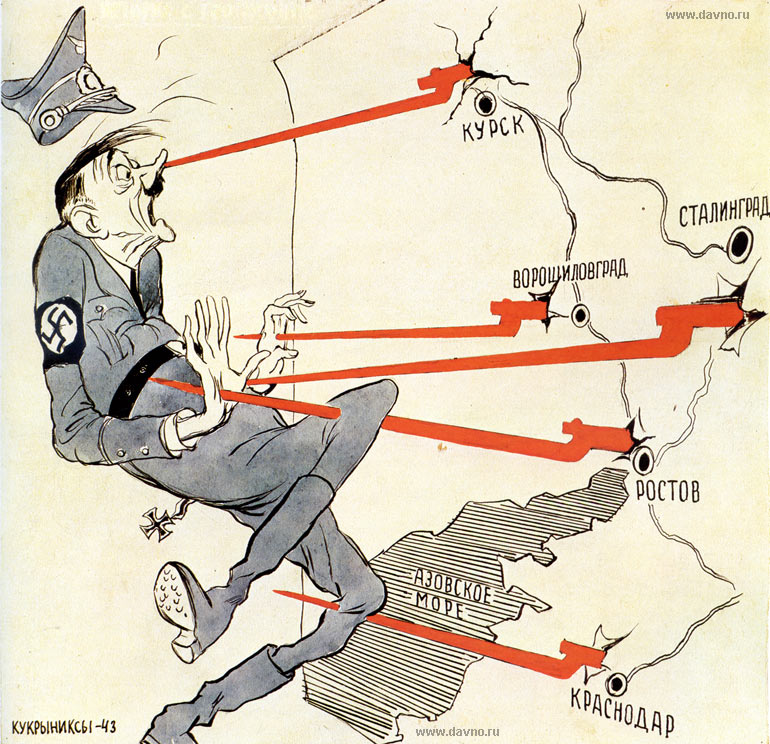 www.davno.ru
КУРСК
СТАЛИНГРАД
ВОРОШИЛОВГРАД
РОСТОВ
АЗОВСКОЕ
МОРЕ
КРАСНОДАР
КУКРЫНИКСЫ-43
www.davno.ru